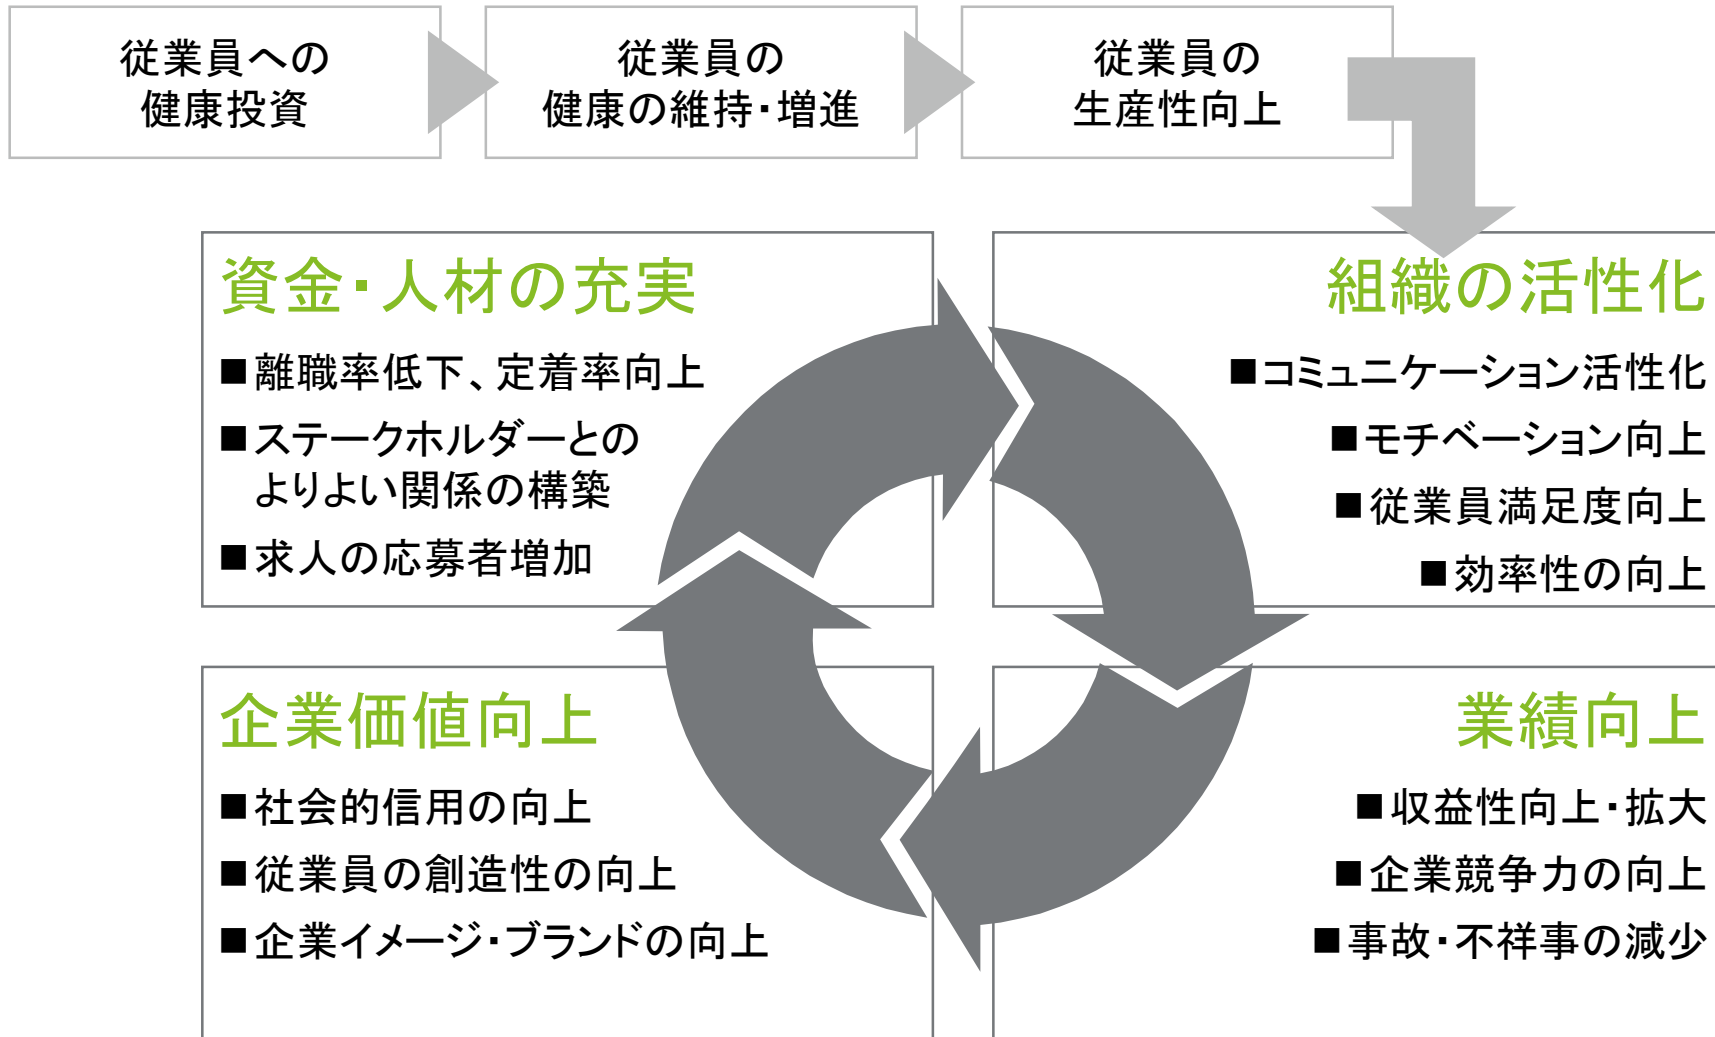 従業員への
健康投資
従業員の
健康の維持・増進
従業員の
生産性向上
資金・人材の充実
■離職率低下、定着率向上
■ステークホルダーとの
よりよい関係の構築
■求人の応募者増加
組織の活性化
■コミュニケーション活性化
■モチベーション向上
■従業員満足度向上
■効率性の向上
企業価値向上
■社会的信用の向上
■従業員の創造性の向上
■企業イメージ・ブランドの向上
業績向上
■収益性向上・拡大
■企業競争力の向上
■事故・不祥事の減少